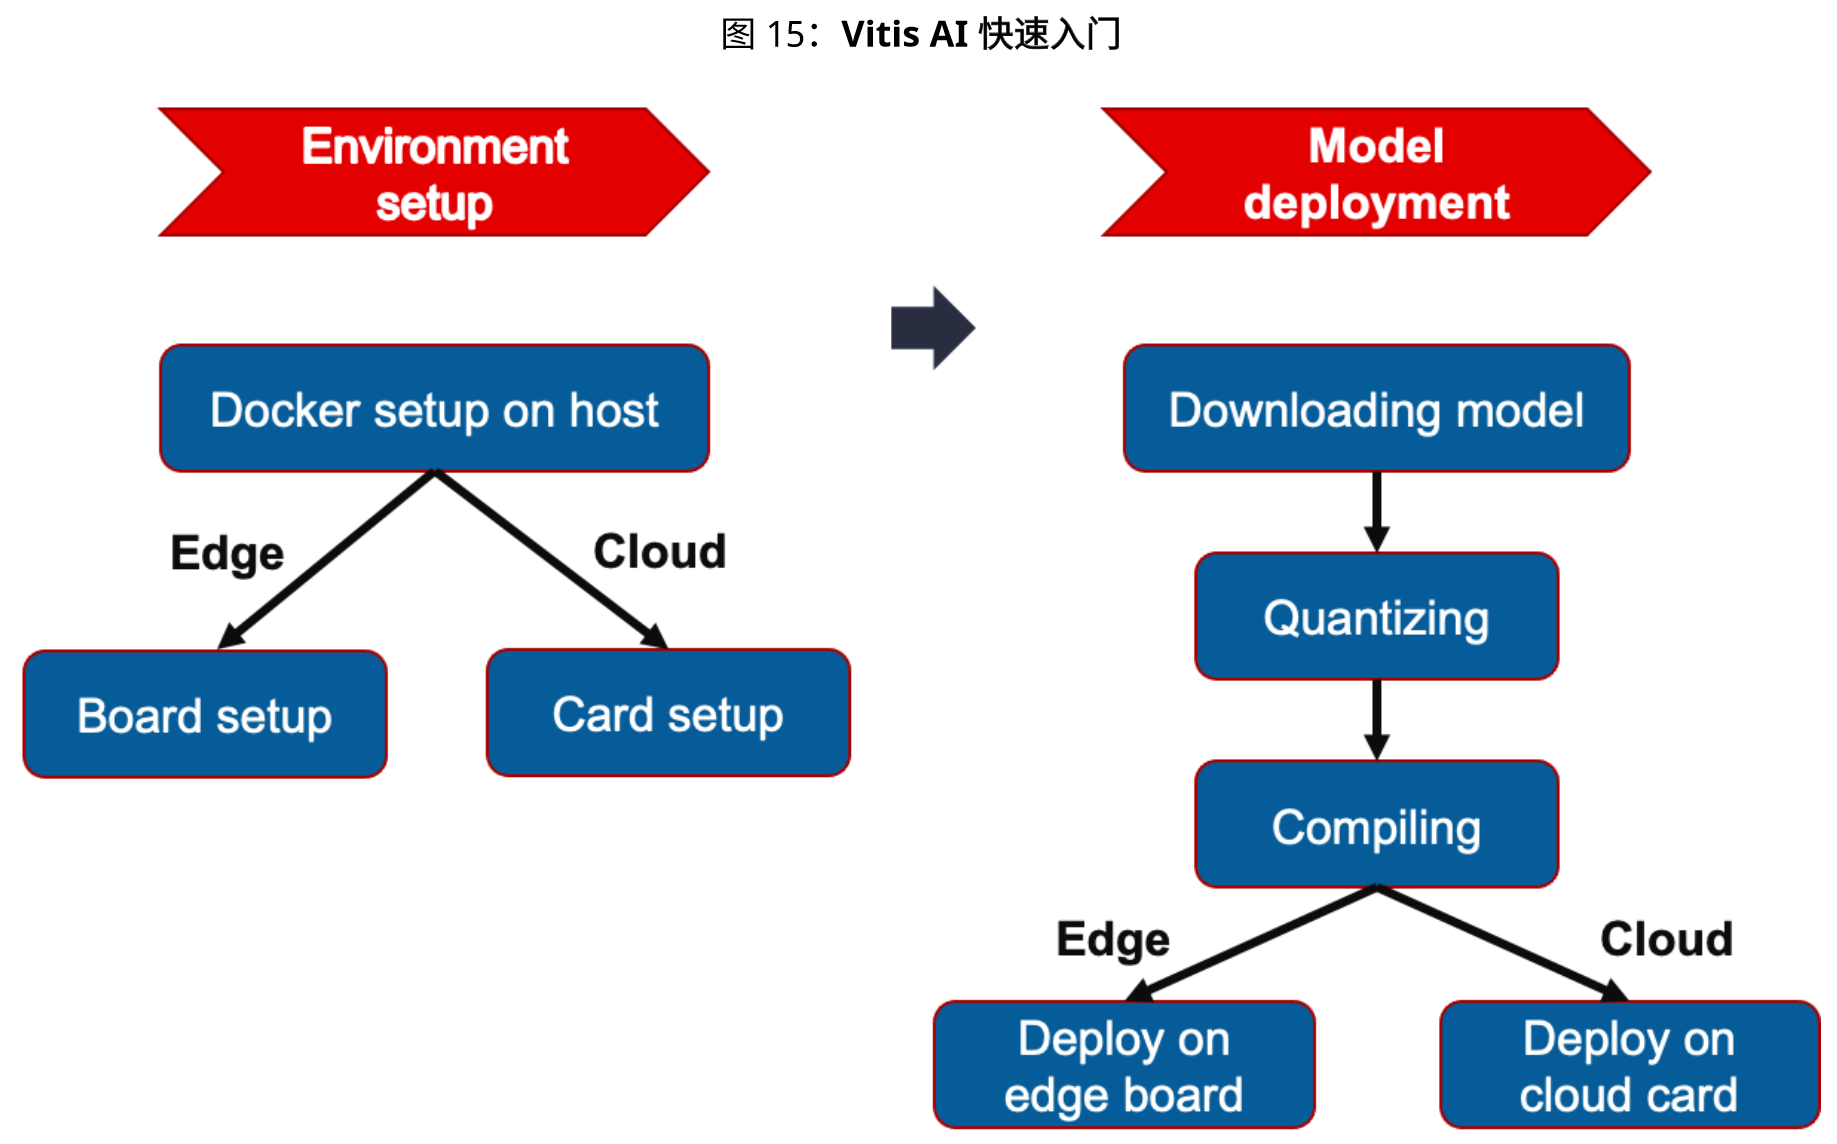 图 15：Vitis AI 快速入门
Environment
setup
Docker setup on host
Edge
Cloud
Board setup
Card setup
Model
deployment
Downloading model
Quantizing
Compiling
Edge
Cloud
Deploy on
edge board
Deploy on
cloud card